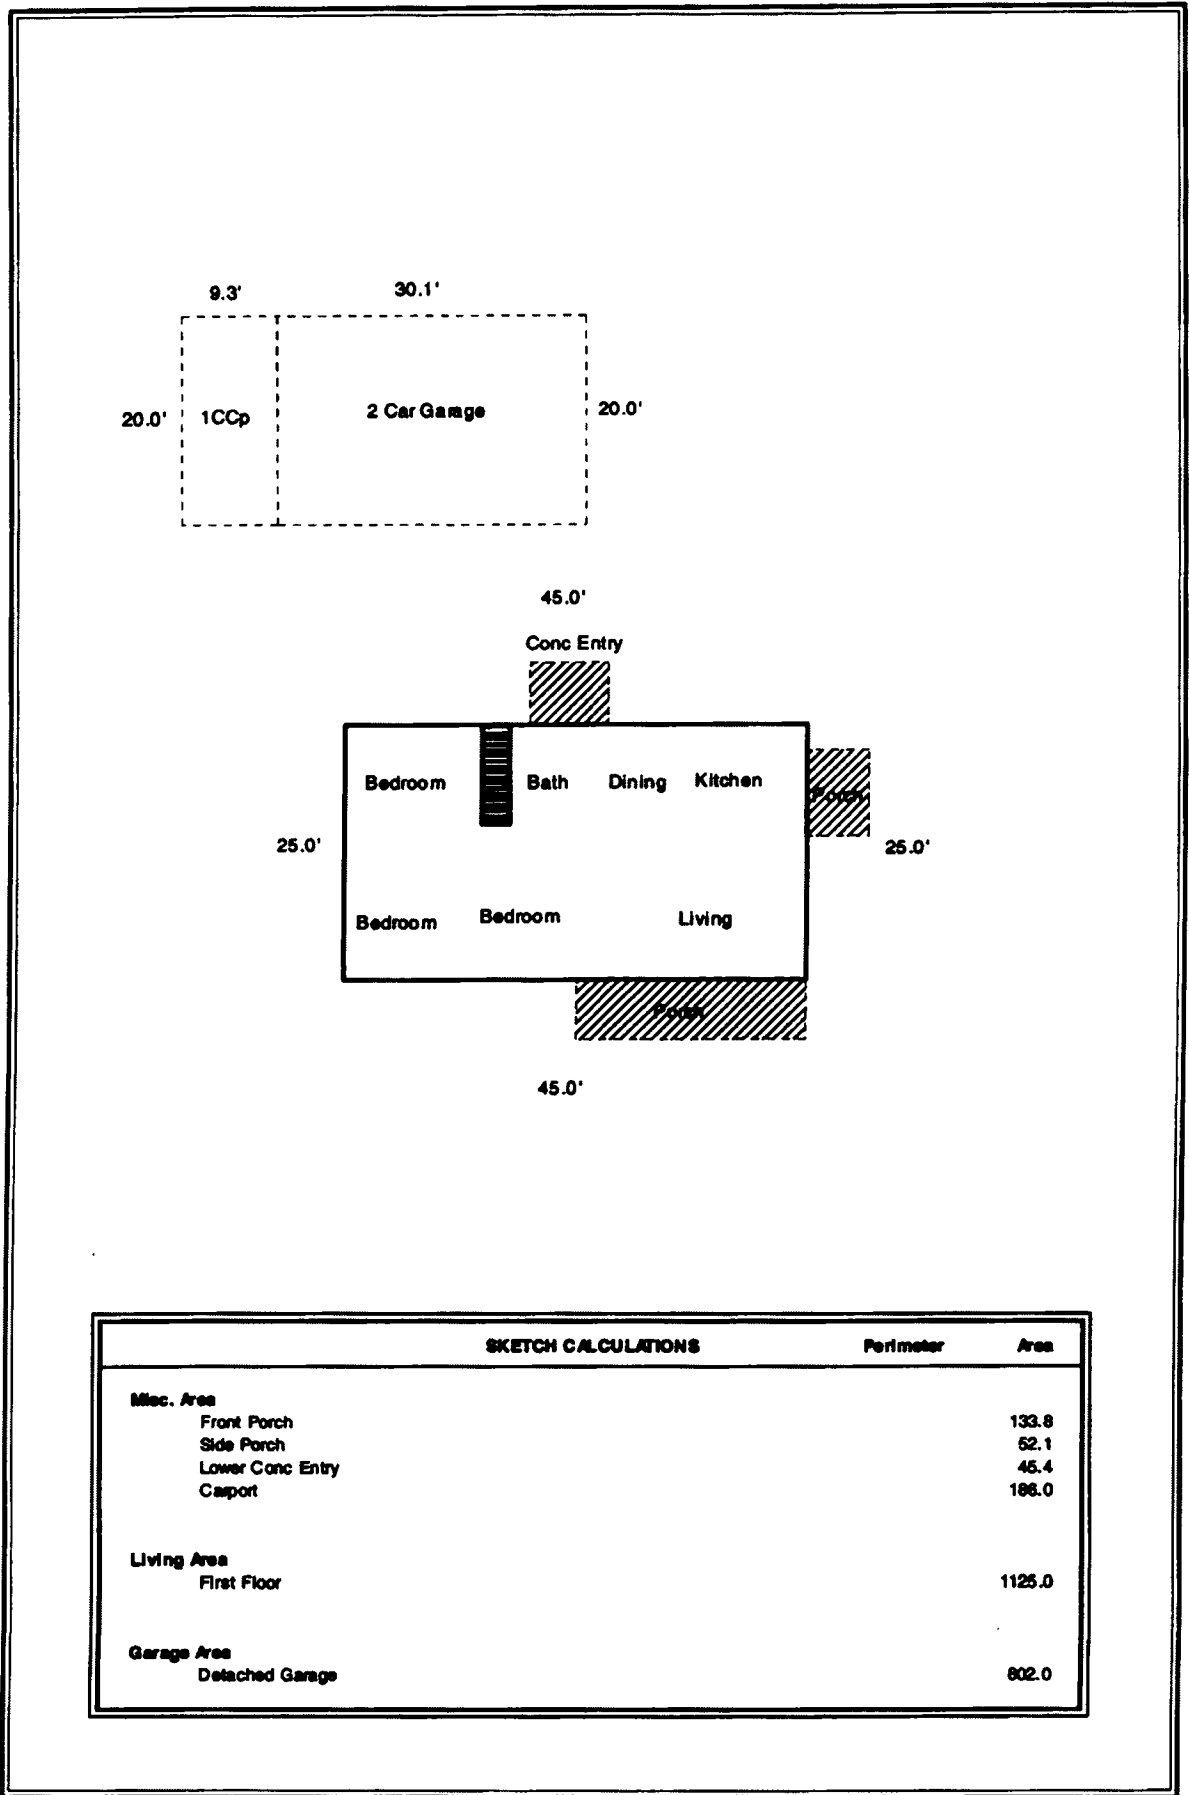 9.3'
30.1'
20.0'
1CCp
2 Car Garage
20.0'
45.0'
Conc Entry
Bedroom
Bath
Dining
Kitchen
Porch
25.0'
25.0'
Bedroom
Bedroom
Living
Porch
45.0'
SKETCH CALCULATIONS Perimeter Area
Misc. Area
Front Porch 133.8
Side Porch 52.1
Lower Conc Entry 45.4
Carport 186.0
Living Area
First Floor 1125.0
Garage Area
Detached Garage 602.0